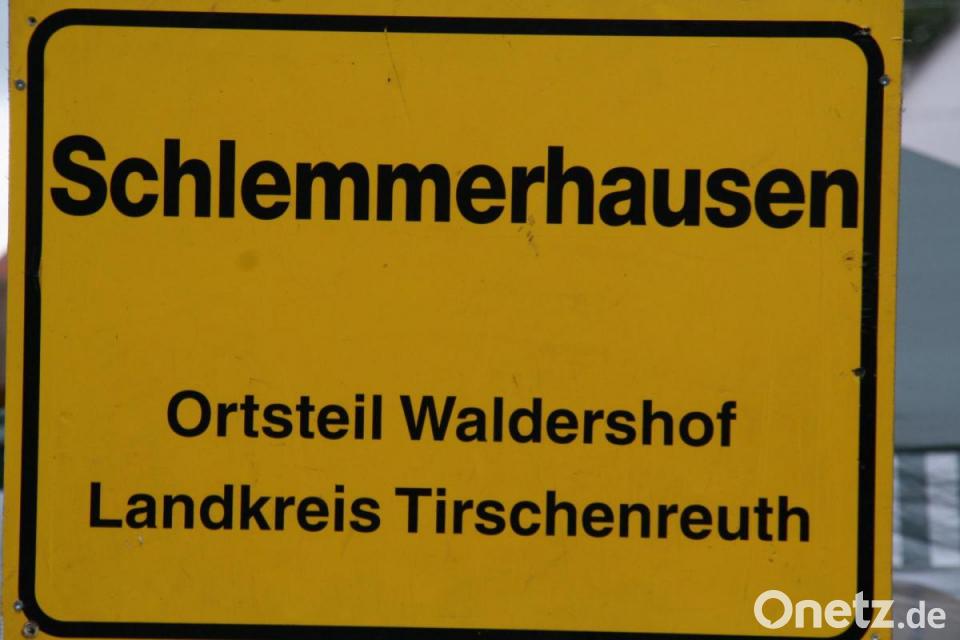 Schlemmerhausen
Ortsteil Waldershof
Landkreis Tirschenreuth
Onetz.de